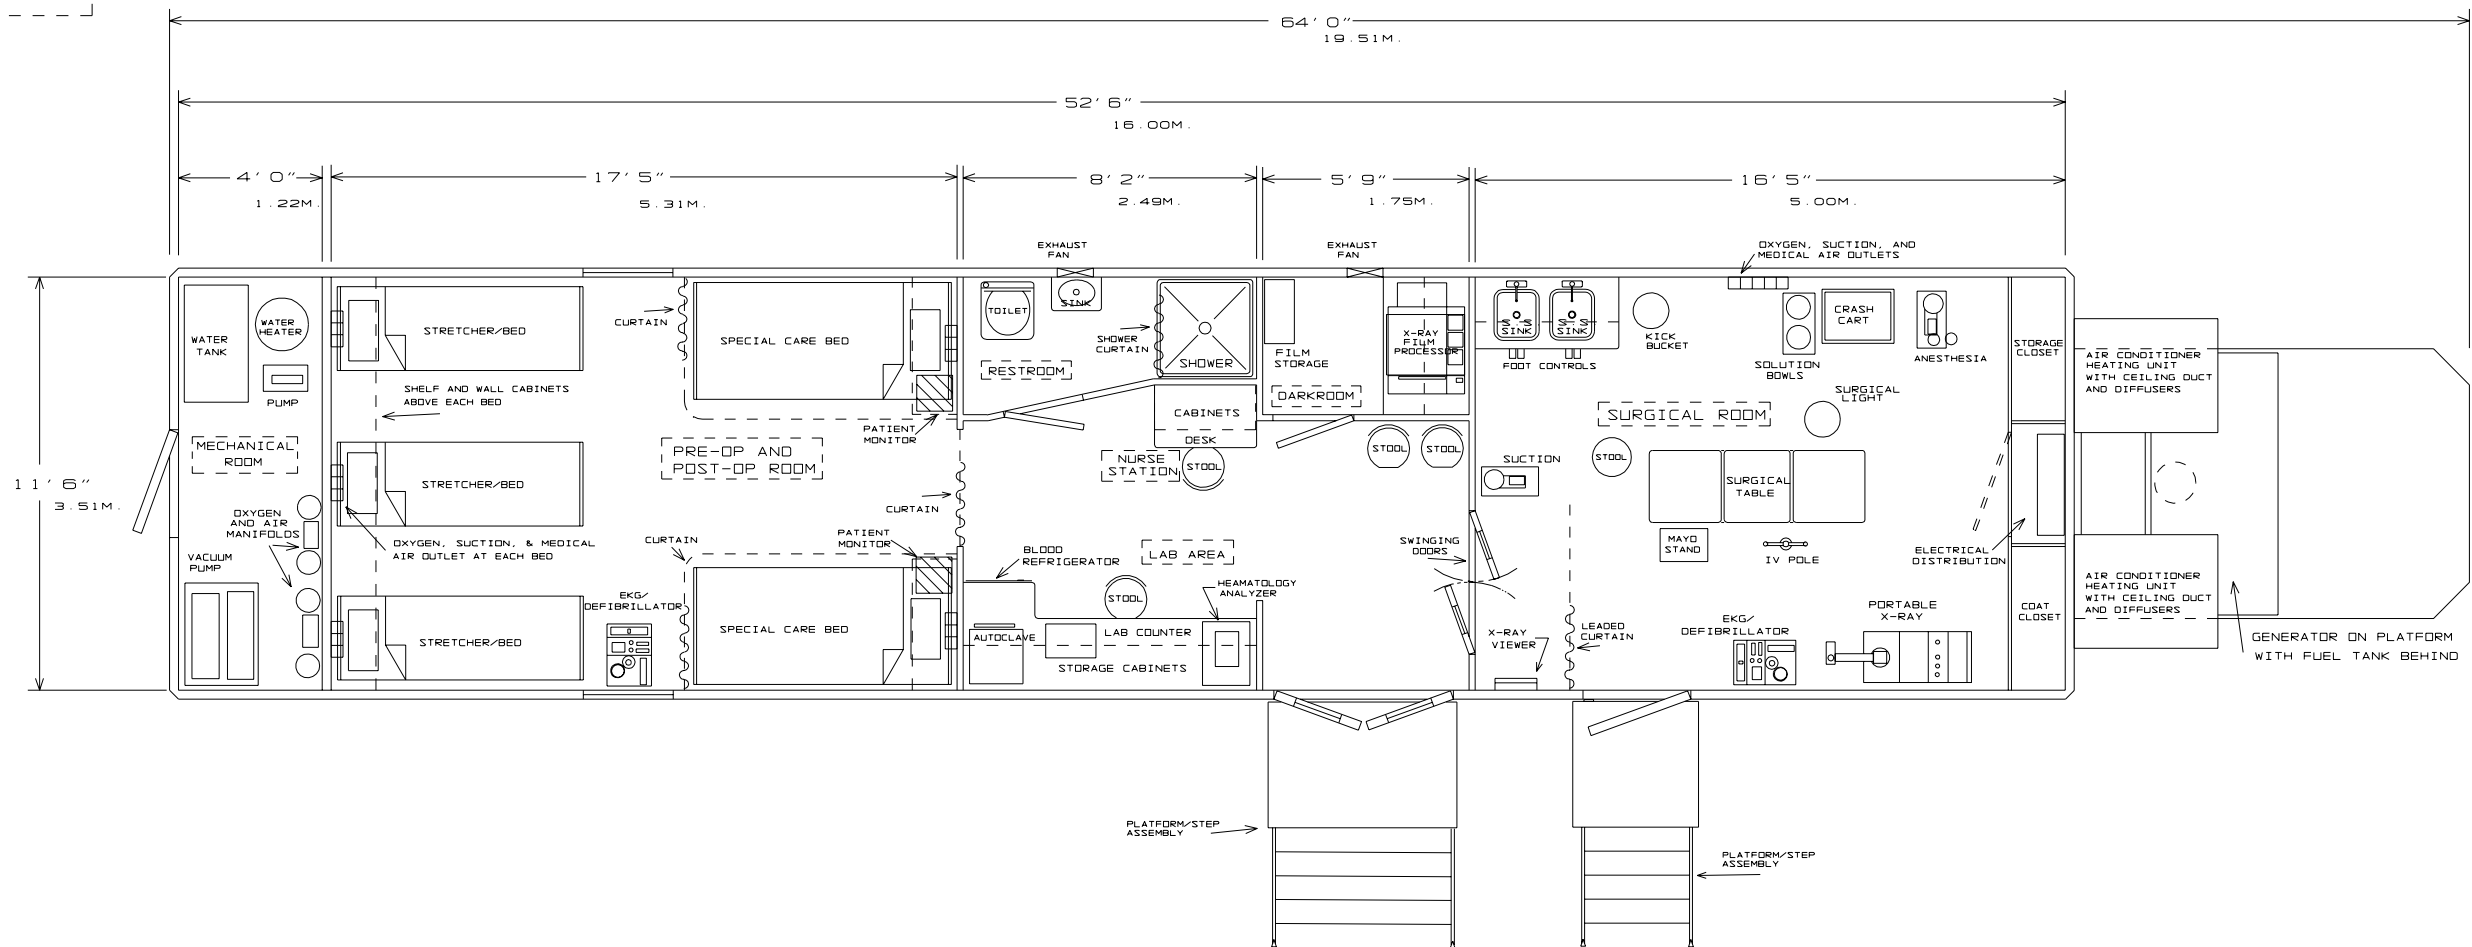 64' 0"
19.51M.
52' 6"
16.00M.
4' 0"
1.22M.
17' 5"
5.31M.
8' 2"
2.49M.
5' 9"
1.75M.
16' 5"
5.00M.
11' 6"
3.51M.
EXHAUST
FAN
EXHAUST
FAN
OXYGEN, SUCTION, AND
MEDICAL AIR OUTLETS
WATER
TANK
WATER
HEATER
PUMP
MECHANICAL
ROOM
OXYGEN
AND AIR
MANIFOLDS
VACUUM
PUMP
STRETCHER/BED
SHELF AND WALL CABINETS
ABOVE EACH BED
STRETCHER/BED
OXYGEN, SUCTION, & MEDICAL
AIR OUTLET AT EACH BED
STRETCHER/BED
EKG/
DEFIBRILLATOR
CURTAIN
SPECIAL CARE BED
PATIENT
MONITOR
PRE-OP AND
POST-OP ROOM
CURTAIN
PATIENT
MONITOR
CURTAIN
SPECIAL CARE BED
TOILET
SINK
SHOWER
CURTAIN
SHOWER
RESTROOM
CABINETS
DESK
NURSE
STATION
STOOL
LAB AREA
BLOOD
REFRIGERATOR
HEAMATOLOGY
ANALYZER
STOOL
AUTOCLAVE
LAB COUNTER
STORAGE CABINETS
FILM
STORAGE
X-RAY
FILM
PROCESSOR
DARKROOM
STOOL
STOOL
SWINGING
DOORS
SINK
SINK
FOOT CONTROLS
KICK
BUCKET
SOLUTION
BOWLS
CRASH
CART
ANESTHESIA
SURGICAL
LIGHT
SURGICAL ROOM
SUCTION
STOOL
SURGICAL
TABLE
MAYO
STAND
IV POLE
X-RAY
VIEWER
LEADED
CURTAIN
EKG/
DEFIBRILLATOR
PORTABLE
X-RAY
STORAGE
CLOSET
ELECTRICAL
DISTRIBUTION
COAT
CLOSET
AIR CONDITIONER
HEATING UNIT
WITH CEILING DUCT
AND DIFFUSERS
AIR CONDITIONER
HEATING UNIT
WITH CEILING DUCT
AND DIFFUSERS
GENERATOR ON PLATFORM
WITH FUEL TANK BEHIND
PLATFORM/STEP
ASSEMBLY
PLATFORM/STEP
ASSEMBLY